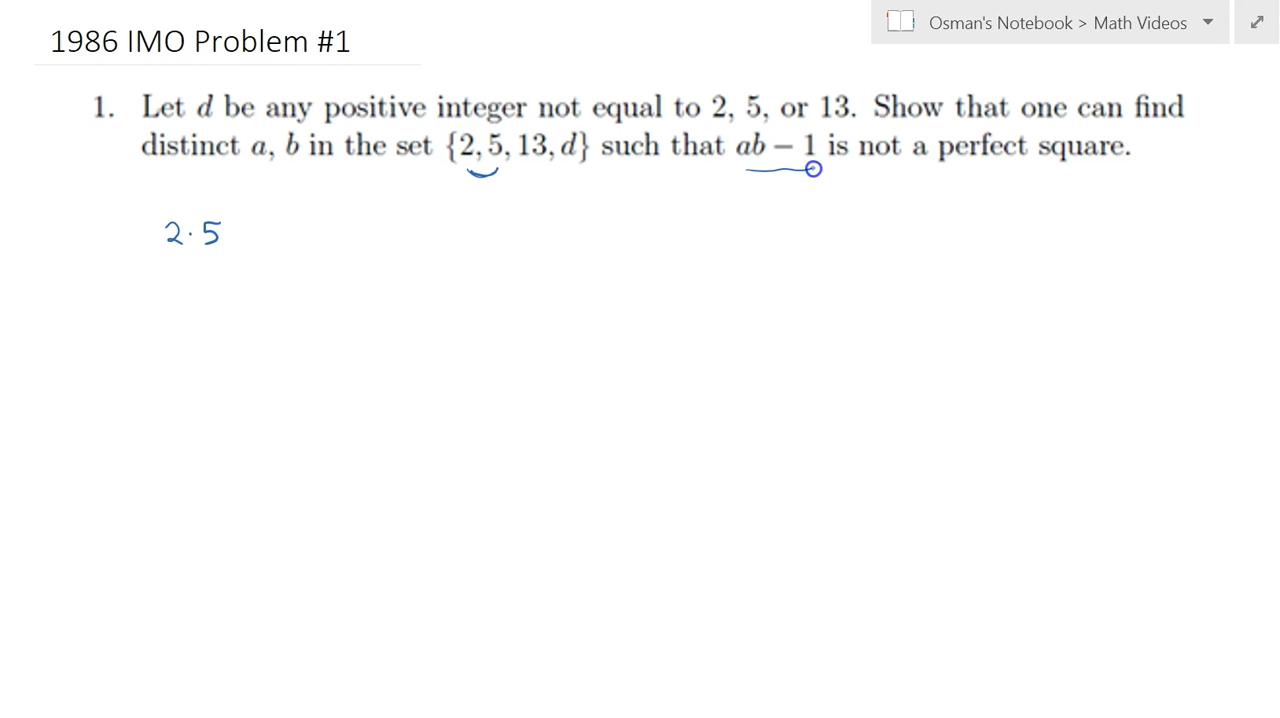 Osman's Notebook > Math Videos
1986 IMO Problem #1
1. Let d be any positive integer not equal to 2, 5, or 13. Show that one can find
distinct a, b in the set {2, 5, 13, d} such that ab − 1 is not a perfect square.
2 · 5